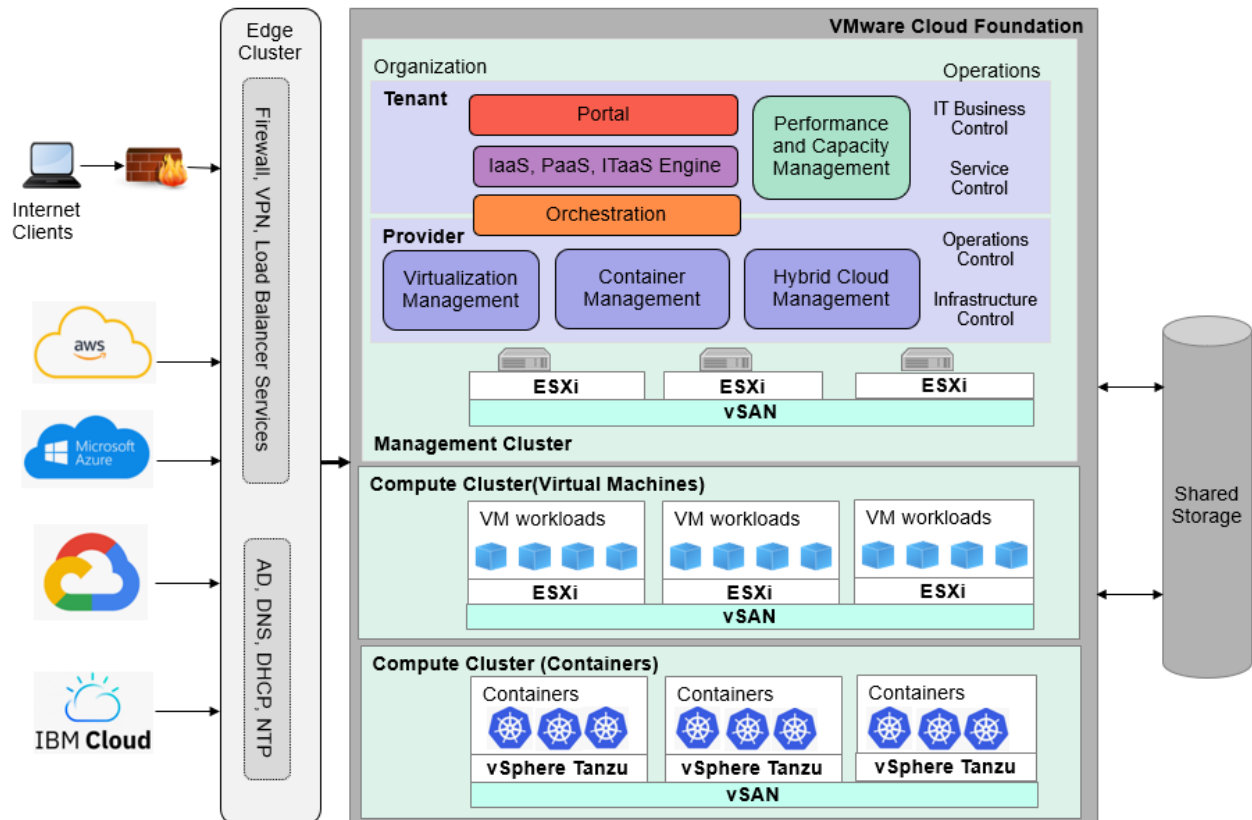 Edge
Cluster
Firewall, VPN, Load Balancer Services
AD, DNS, DHCP, NTP
Internet
Clients
aws
Microsoft
Azure
IBM Cloud
VMware Cloud Foundation
Organization
Operations
Tenant
Portal
IaaS, PaaS, ITaaS Engine
Orchestration
Performance
and Capacity
Management
IT Business
Control
Service
Control
Provider
Virtualization
Management
Container
Management
Hybrid Cloud
Management
Operations
Control
Infrastructure
Control
ESXi
ESXi
ESXi
vSAN
Management Cluster
Compute Cluster(Virtual Machines)
VM workloads
VM workloads
VM workloads
ESXi
ESXi
ESXi
vSAN
Compute Cluster (Containers)
Containers
Containers
Containers
vSphere Tanzu
vSphere Tanzu
vSphere Tanzu
vSAN
Shared
Storage